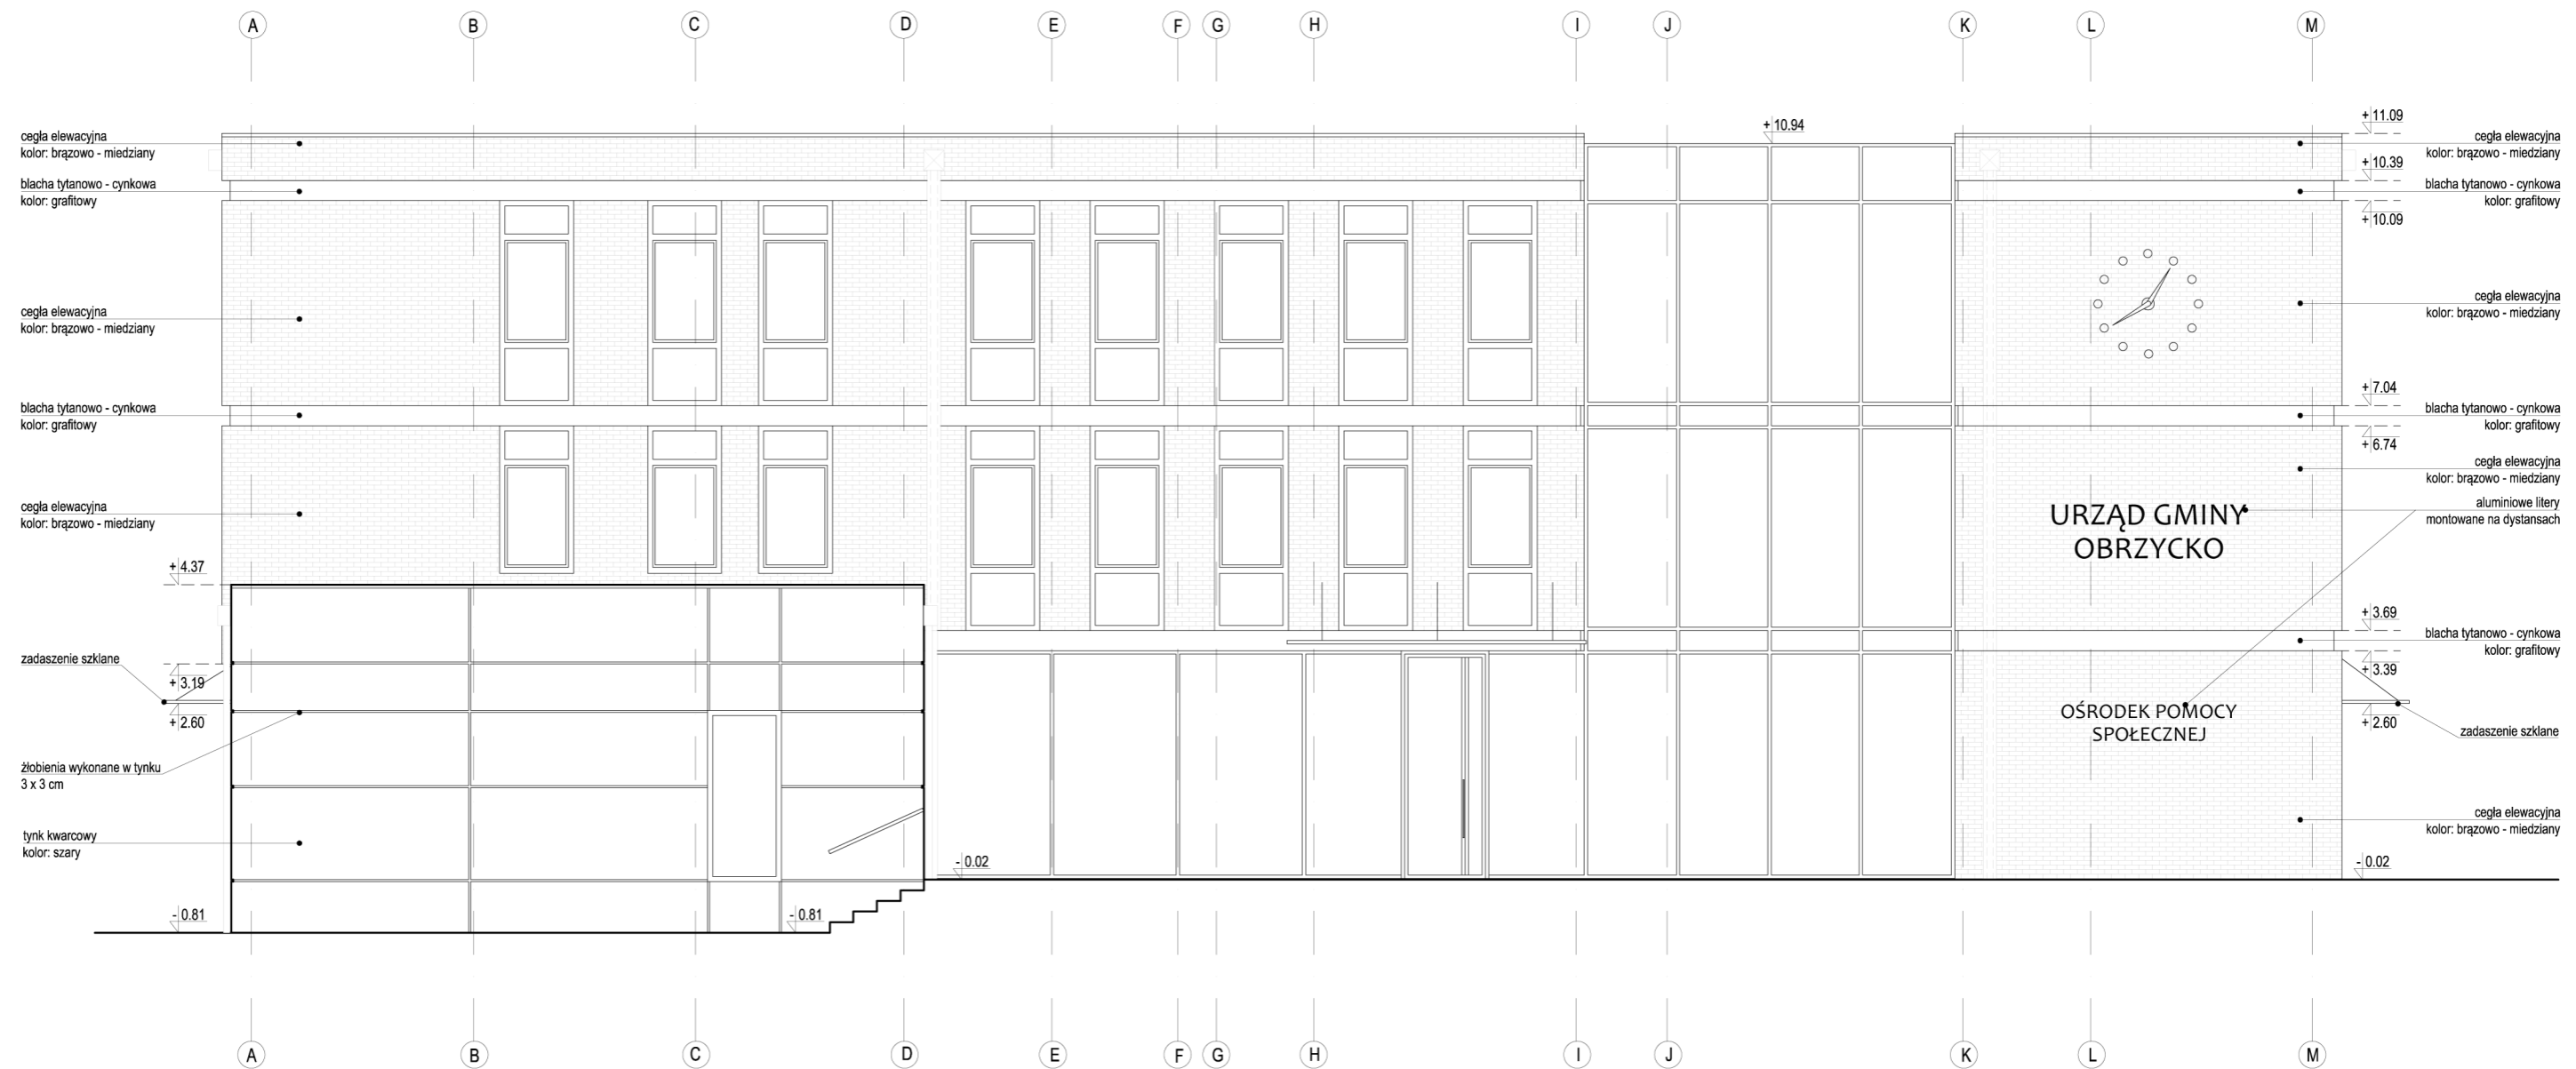 A B C D E F G H I J K L M
+ 11.09
+ 10.94
cegła elewacyjna
kolor: brązowo - miedziany
cegła elewacyjna
kolor: brązowo - miedziany
+ 10.39
blacha tytanowo - cynkowa
kolor: grafitowy
blacha tytanowo - cynkowa
kolor: grafitowy
+ 10.09
cegła elewacyjna
kolor: brązowo - miedziany
cegła elewacyjna
kolor: brązowo - miedziany
+ 7.04
blacha tytanowo - cynkowa
kolor: grafitowy
blacha tytanowo - cynkowa
kolor: grafitowy
+ 6.74
cegła elewacyjna
kolor: brązowo - miedziany
cegła elewacyjna
kolor: brązowo - miedziany
aluminiowe litery
montowane na dystansach
URZĄD GMINY
OBRZYCKO
+ 4.37
+ 3.69
blacha tytanowo - cynkowa
kolor: grafitowy
zadaszenie szklane
+ 3.39
+ 3.19
+ 2.60
OŚRODEK POMOCY
SPOŁECZNEJ
+ 2.60
zadaszenie szklane
żłobienia wykonane w tynku
3 x 3 cm
tynk kwarcowy
kolor: szary
cegła elewacyjna
kolor: brązowo - miedziany
- 0.02
- 0.02
- 0.81
- 0.81
A B C D E F G H I J K L M